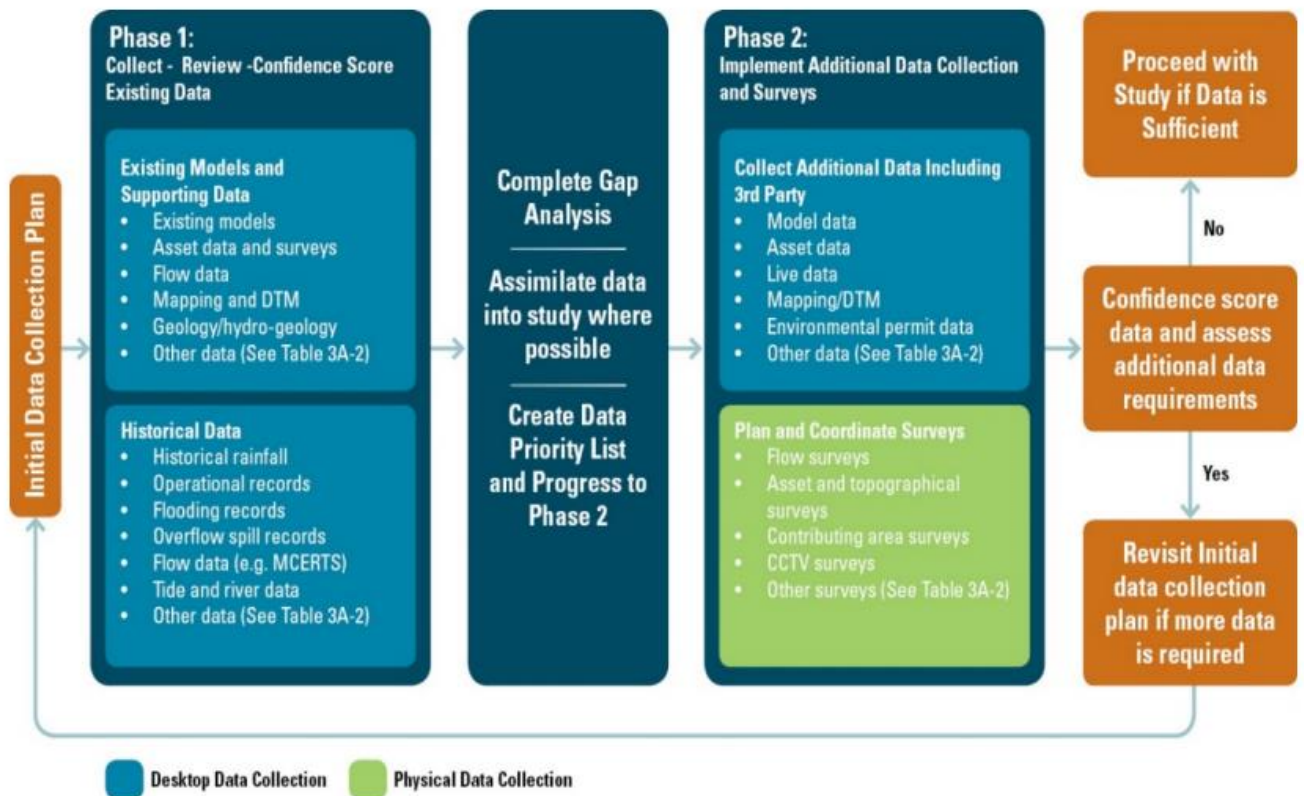 Initial Data Collection Plan
Phase 1:
Collect - Review -Confidence Score
Existing Data
Existing Models and
Supporting Data
• Existing models
• Asset data and surveys
• Flow data
• Mapping and DTM
• Geology/hydro-geology
• Other data (See Table 3A-2)
Historical Data
• Historical rainfall
• Operational records
• Flooding records
• Overflow spill records
• Flow data (e.g. MCERTS)
• Tide and river data
• Other data (See Table 3A-2)
Complete Gap
Analysis
Assimilate data
into study where
possible
Create Data
Priority List
and Progress to
Phase 2
Phase 2:
Implement Additional Data Collection
and Surveys
Collect Additional Data Including
3rd Party
• Model data
• Asset data
• Live data
• Mapping/DTM
• Environmental permit data
• Other data (See Table 3A-2)
Plan and Coordinate Surveys
• Flow surveys
• Asset and topographical
surveys
• Contributing area surveys
• CCTV surveys
• Other surveys (See Table 3A-2)
Proceed with
Study if Data is
Sufficient
No
Confidence score
data and assess
additional data
requirements
Yes
Revisit Initial
data collection
plan if more data
is required
Desktop Data Collection
Physical Data Collection